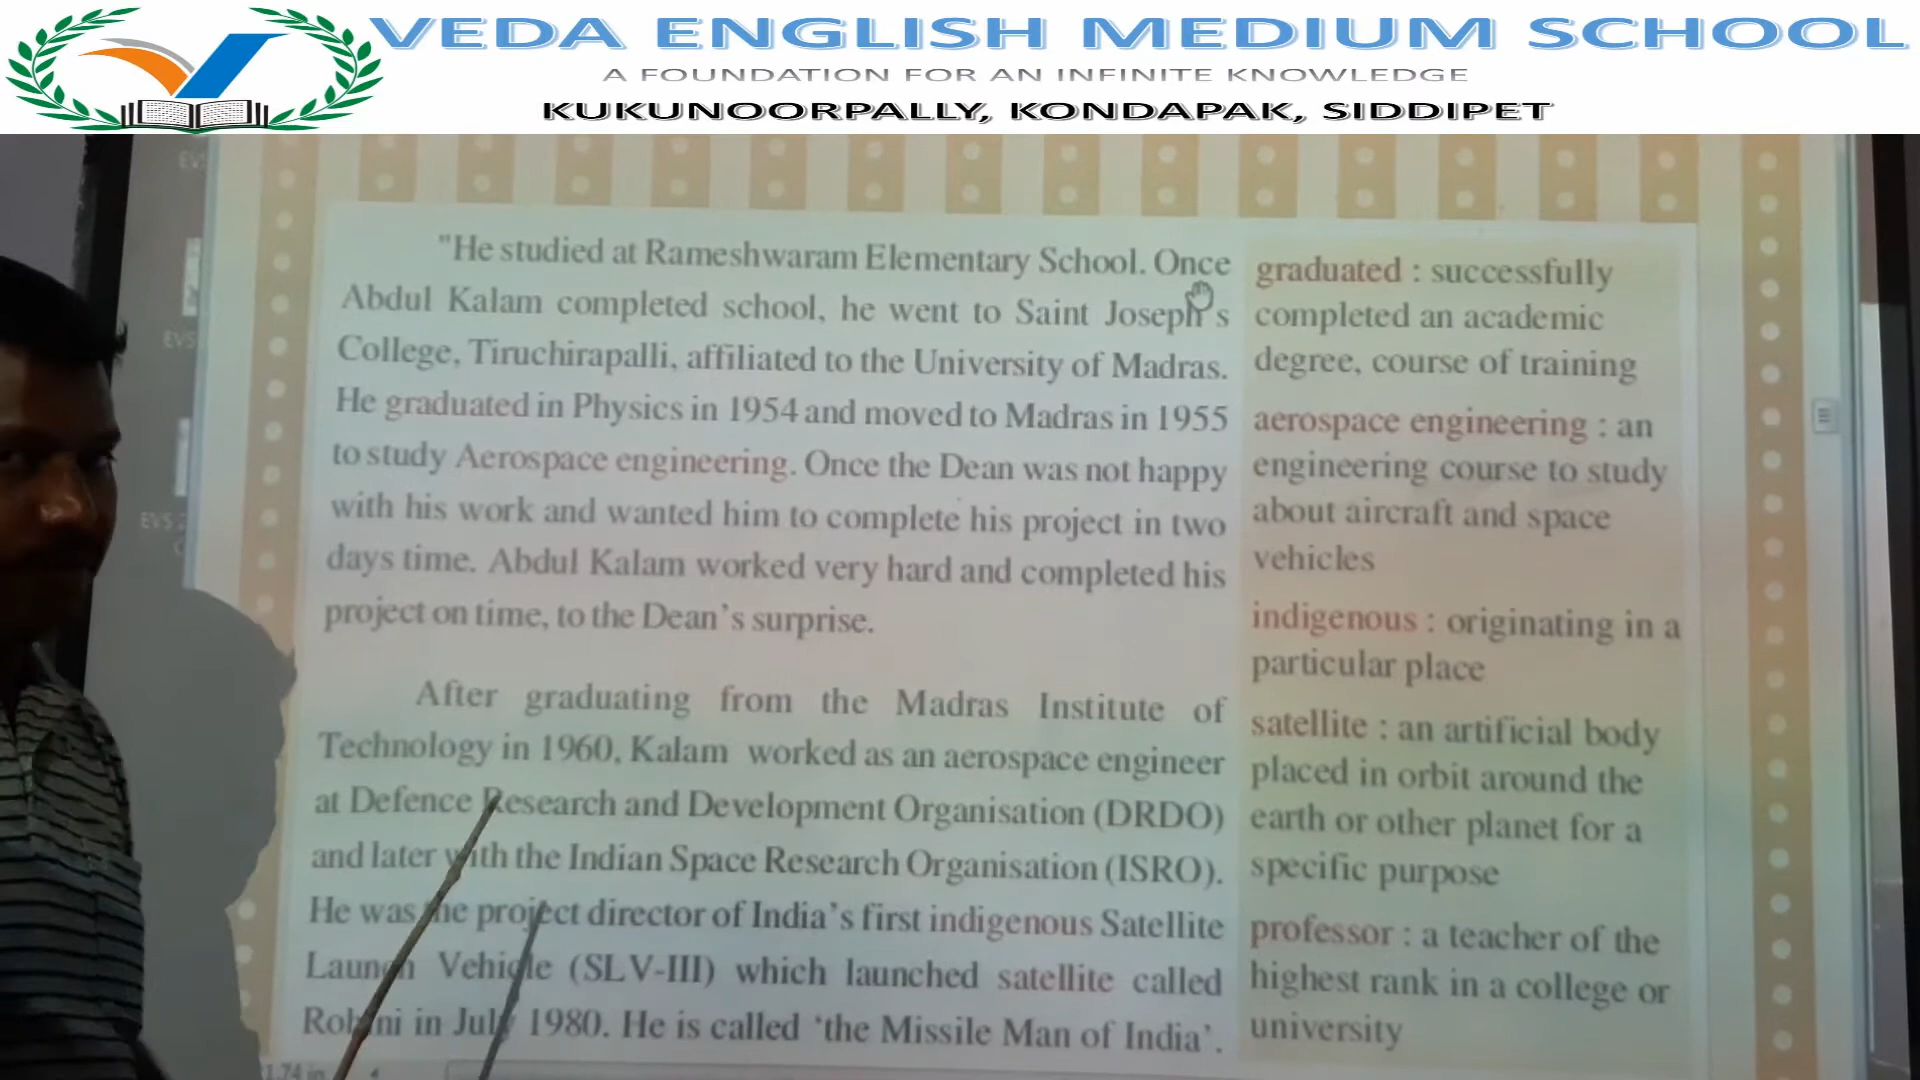 VEDA ENGLISH MEDIUM SCHOOL
A FOUNDATION FOR AN INFINITE KNOWLEDGE
KUKUNOORPALLY, KONDAPAK, SIDDIPET
"He studied at Rameshwaram Elementary School. Once
Abdul Kalam completed school, he went to Saint Joseph's
College, Tiruchirapalli, affiliated to the University of Madras.
He graduated in Physics in 1954 and moved to Madras in 1955
to study Aerospace engineering. Once the Dean was not happy
with his work and wanted him to complete his project in two
days time. Abdul Kalam worked very hard and completed his
project on time, to the Dean's surprise.
After graduating from the Madras Institute of
Technology in 1960, Kalam worked as an aerospace engineer
at Defence Research and Development Organisation (DRDO)
and later with the Indian Space Research Organisation (ISRO).
He was the project director of India's first indigenous Satellite
Launch Vehicle (SLV-III) which launched satellite called
Rohini in July 1980. He is called 'the Missile Man of India'.
graduated : successfully
completed an academic
degree, course of training
aerospace engineering : an
engineering course to study
about aircraft and space
vehicles
indigenous : originating in a
particular place
satellite : an artificial body
placed in orbit around the
earth or other planet for a
specific purpose
professor : a teacher of the
highest rank in a college or
university